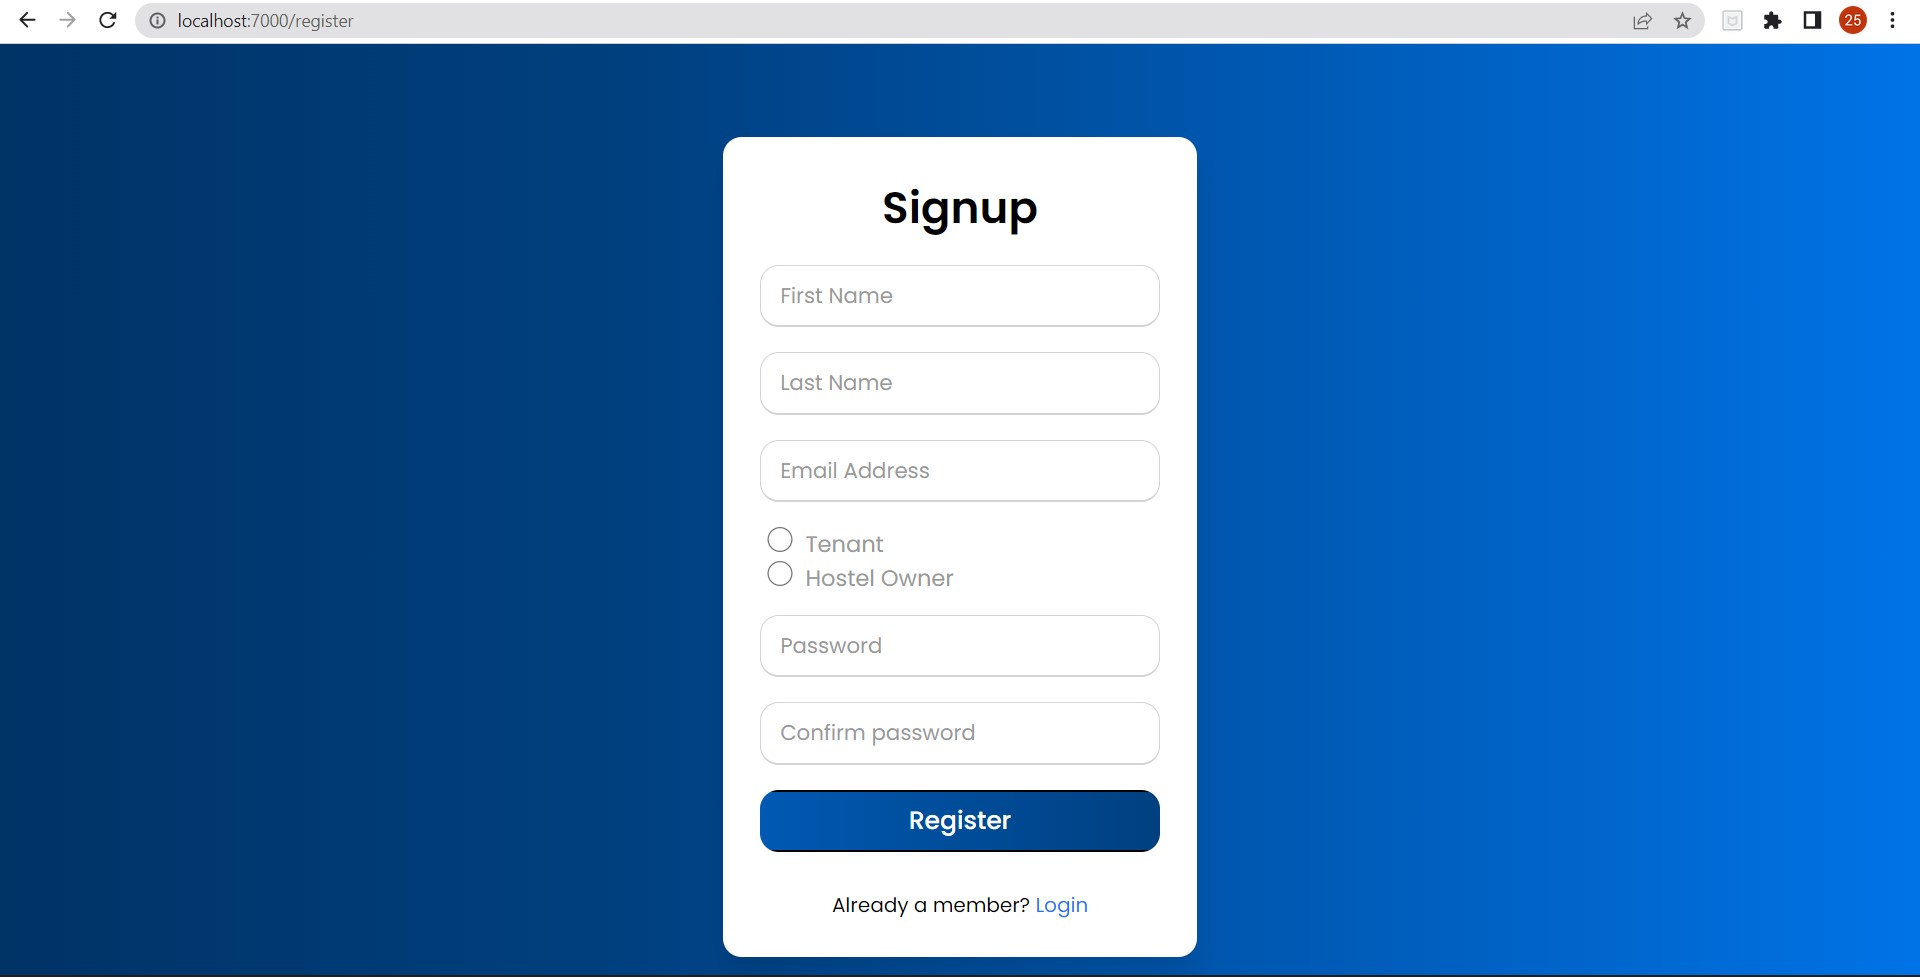 localhost:7000/register
25
Signup
First Name
Last Name
Email Address
Tenant
Hostel Owner
Password
Confirm password
Register
Already a member? Login